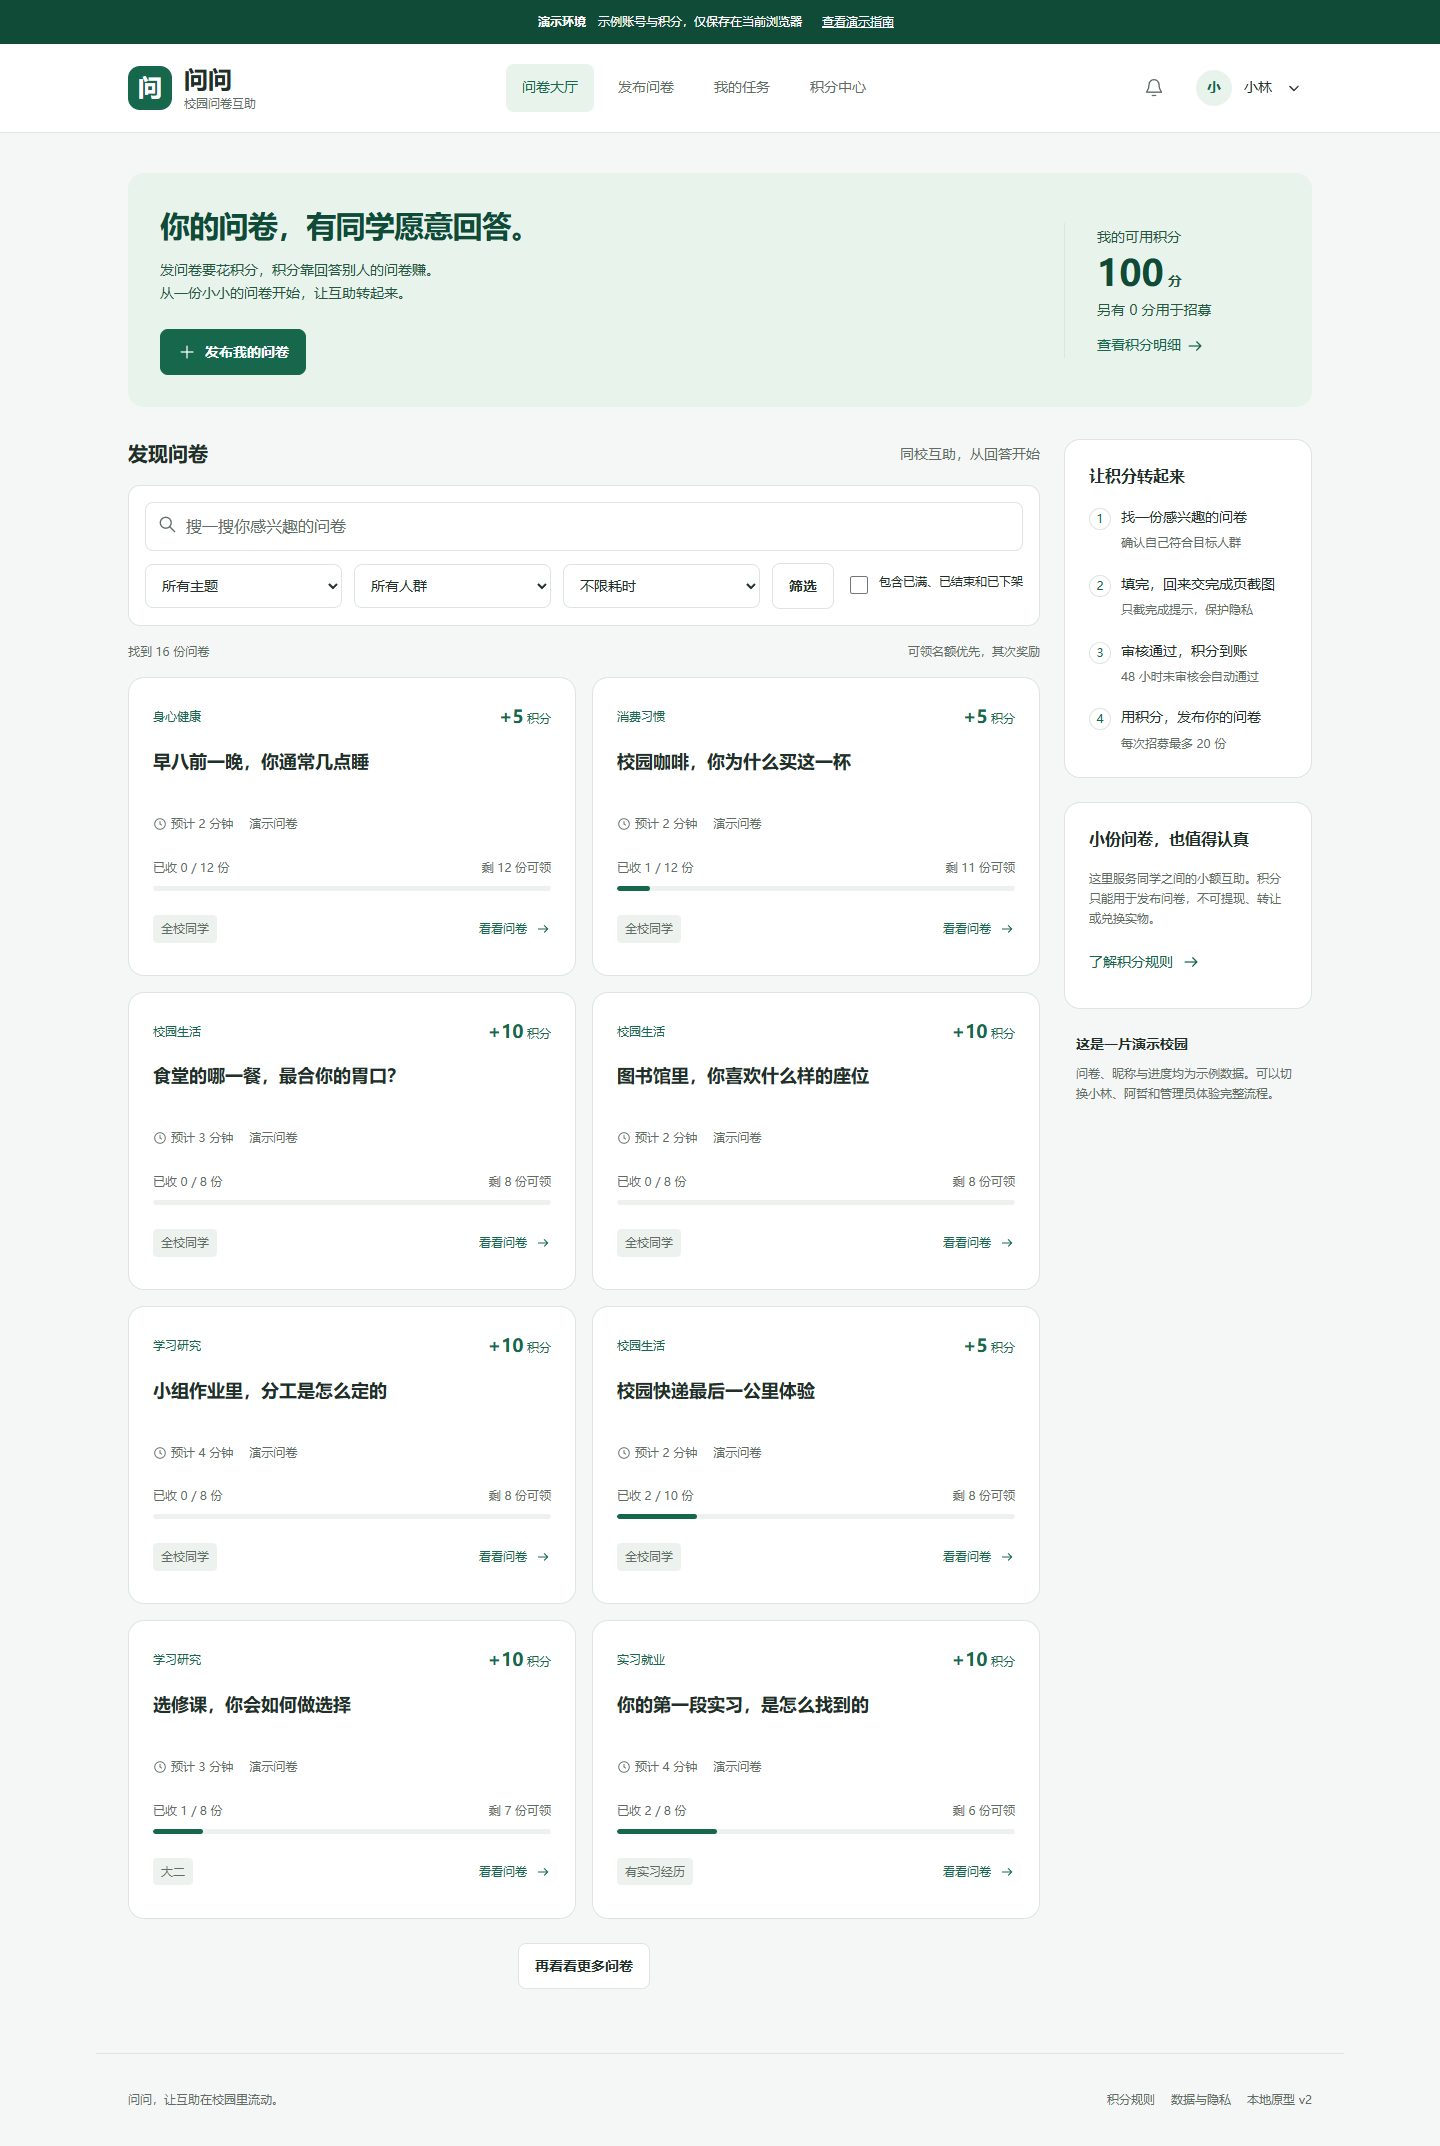 演示环境 示例账号与积分，仅保存在当前浏览器 查看演示指南
问 问问
校园问卷互助
问卷大厅 发布问卷 我的任务 积分中心
小 小林
你的问卷，有同学愿意回答。
发问卷要花积分，积分靠回答别人的问卷赚。
从一份小小的问卷开始，让互助转起来。
发布我的问卷
我的可用积分
100 分
另有 0 分用于招募
查看积分明细 →
发现问卷
同校互助，从回答开始
搜一搜你感兴趣的问卷
所有主题 所有人群 不限耗时 筛选 包含已满、已结束和已下架
找到 16 份问卷
可领名额优先，其次奖励
身心健康 +5 积分
早八前一晚，你通常几点睡
预计 2 分钟 演示问卷
已收 0 / 12 份 剩 12 份可领
全校同学 看看问卷 →
消费习惯 +5 积分
校园咖啡，你为什么买这一杯
预计 2 分钟 演示问卷
已收 1 / 12 份 剩 11 份可领
全校同学 看看问卷 →
校园生活 +10 积分
食堂的哪一餐，最合你的胃口？
预计 3 分钟 演示问卷
已收 0 / 8 份 剩 8 份可领
全校同学 看看问卷 →
校园生活 +10 积分
图书馆里，你喜欢什么样的座位
预计 2 分钟 演示问卷
已收 0 / 8 份 剩 8 份可领
全校同学 看看问卷 →
学习研究 +10 积分
小组作业里，分工是怎么定的
预计 4 分钟 演示问卷
已收 0 / 8 份 剩 8 份可领
全校同学 看看问卷 →
校园生活 +5 积分
校园快递最后一公里体验
预计 2 分钟 演示问卷
已收 2 / 10 份 剩 8 份可领
全校同学 看看问卷 →
学习研究 +10 积分
选修课，你会如何做选择
预计 3 分钟 演示问卷
已收 1 / 8 份 剩 7 份可领
大二 看看问卷 →
实习就业 +10 积分
你的第一段实习，是怎么找到的
预计 4 分钟 演示问卷
已收 2 / 8 份 剩 6 份可领
有实习经历 看看问卷 →
再看看更多问卷
让积分转起来
1 找一份感兴趣的问卷
确认自己符合目标人群
2 填完，回来交完成页截图
只截完成提示，保护隐私
3 审核通过，积分到账
48 小时未审核会自动通过
4 用积分，发布你的问卷
每次招募最多 20 份
小份问卷，也值得认真
这里服务同学之间的小额互助。积分
只能用于发布问卷，不可提现、转让
或兑换实物。
了解积分规则 →
这是一片演示校园
问卷、昵称与进度均为示例数据。可以切
换小林、阿哲和管理员体验完整流程。
问问，让互助在校园里流动。
积分规则 数据与隐私 本地原型 v2